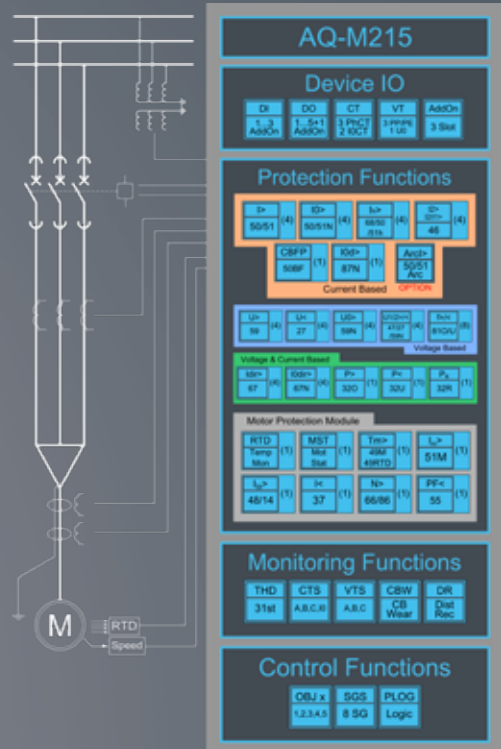 AQ-M215
Device IO
DI DO CT VT AddOn
1...3 AddOn 1...5+1 AddOn 3 PhCT 2 I0CT 3 PP/PE 1 U0 3 Slot
Protection Functions
I> I0> I2>
50/51 (4) 50/51N (4) (4) 46 (4)
CBFP I0d> ArcI>
50BF (1) 87N (1) 50/51 Arc
Current Based OPTION
U> U< U0>
59 (4) 27 (4) 59N (4) (4) 81O/U (8)
Voltage Based
Voltage & Current Based
Idir> I0dir> P> P<
67 (4) 67N (4) 32O (1) 32U (1) 32R (1)
Motor Protection Module
RTD MST Tm>
Temp Mon (1) Mot Stat (1) 49M 49RTD (1) 51M (1)
I< N> PF<
48/14 (1) 37 (1) 66/86 (1) 55 (1)
Monitoring Functions
THD CTS VTS CBW DR
31st A,B,C,I0 A,B,C CB Wear Dist Rec
Control Functions
OBJ x SGS PLOG
1,2,3,4,5 8 SG Logic
M
RTD
Speed